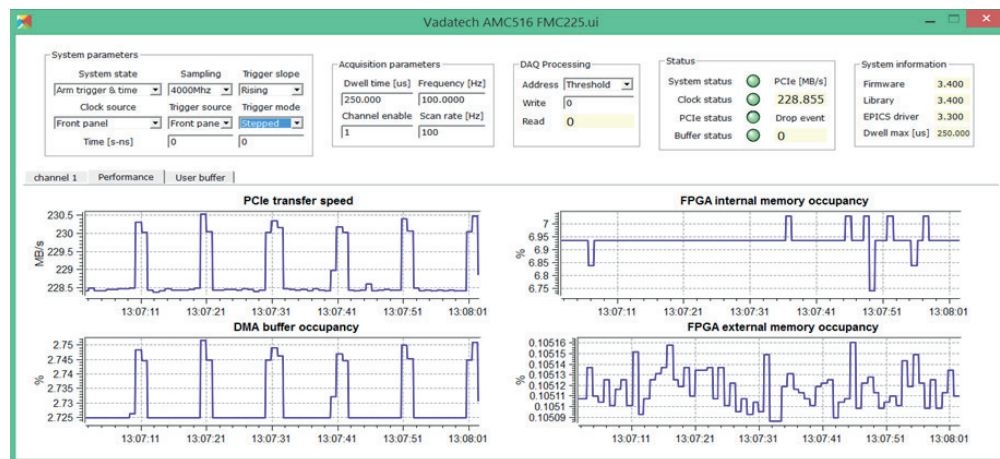 Vadatech AMC516 FMC225.ui
System parameters
System state Sampling Trigger slope
Arm trigger & time 4000Mhz Rising
Clock source Trigger source Trigger mode
Front panel Front pane Stepped
Time [s-ns] 0 0
Acquisition parameters
Dwell time [us] Frequency [Hz]
250.000 100.0000
Channel enable Scan rate [Hz]
1 100
DAQ Processing
Address Threshold
Write 0
Read 0
Status
System status PCIe [MB/s]
Clock status 228.855
PCIe status Drop event
Buffer status 0
System information
Firmware 3.400
Library 3.400
EPICS driver 3.300
Dwell max [us] 250.000
channel 1 Performance User buffer
PCIe transfer speed
MB/s
230.5
230
229.5
229
228.5
13:07:11 13:07:21 13:07:31 13:07:41 13:07:51 13:08:01
FPGA internal memory occupancy
%
7
6.95
6.9
6.85
6.8
6.75
13:07:11 13:07:21 13:07:31 13:07:41 13:07:51 13:08:01
DMA buffer occupancy
%
2.75
2.745
2.74
2.735
2.73
2.725
13:07:11 13:07:21 13:07:31 13:07:41 13:07:51 13:08:01
FPGA external memory occupancy
%
0.10516
0.10515
0.10513
0.10512
0.10511
0.1051
0.10509
13:07:11 13:07:21 13:07:31 13:07:41 13:07:51 13:08:01